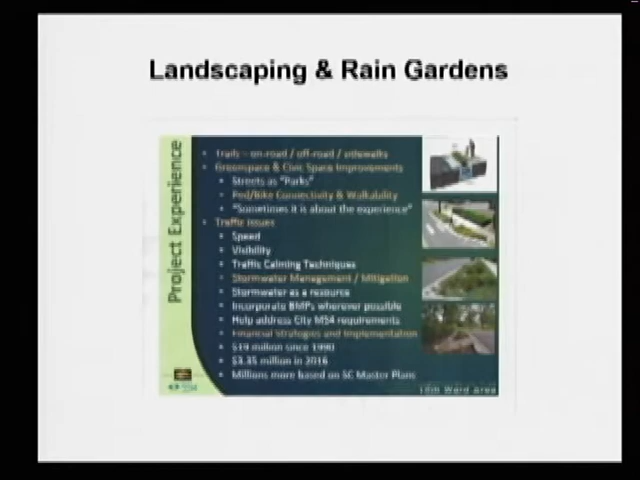 Landscaping & Rain Gardens
Project Experience
Trails – on-road / off-road / sidewalks
Greenspace & Civic Space Improvements
Streets as "Parks"
Ped/Bike Connectivity & Walkability
"Sometimes it is about the experience"
Traffic Issues
Speed
Visibility
Traffic Calming Techniques
Stormwater Management / Mitigation
Stormwater as a resource
Incorporate BMPs wherever possible
Help address City MS4 requirements
Financial Strategies and Implementation
$19 million since 1990
$3.35 million in 2016
Millions more based on SC Master Plans
Ward Area